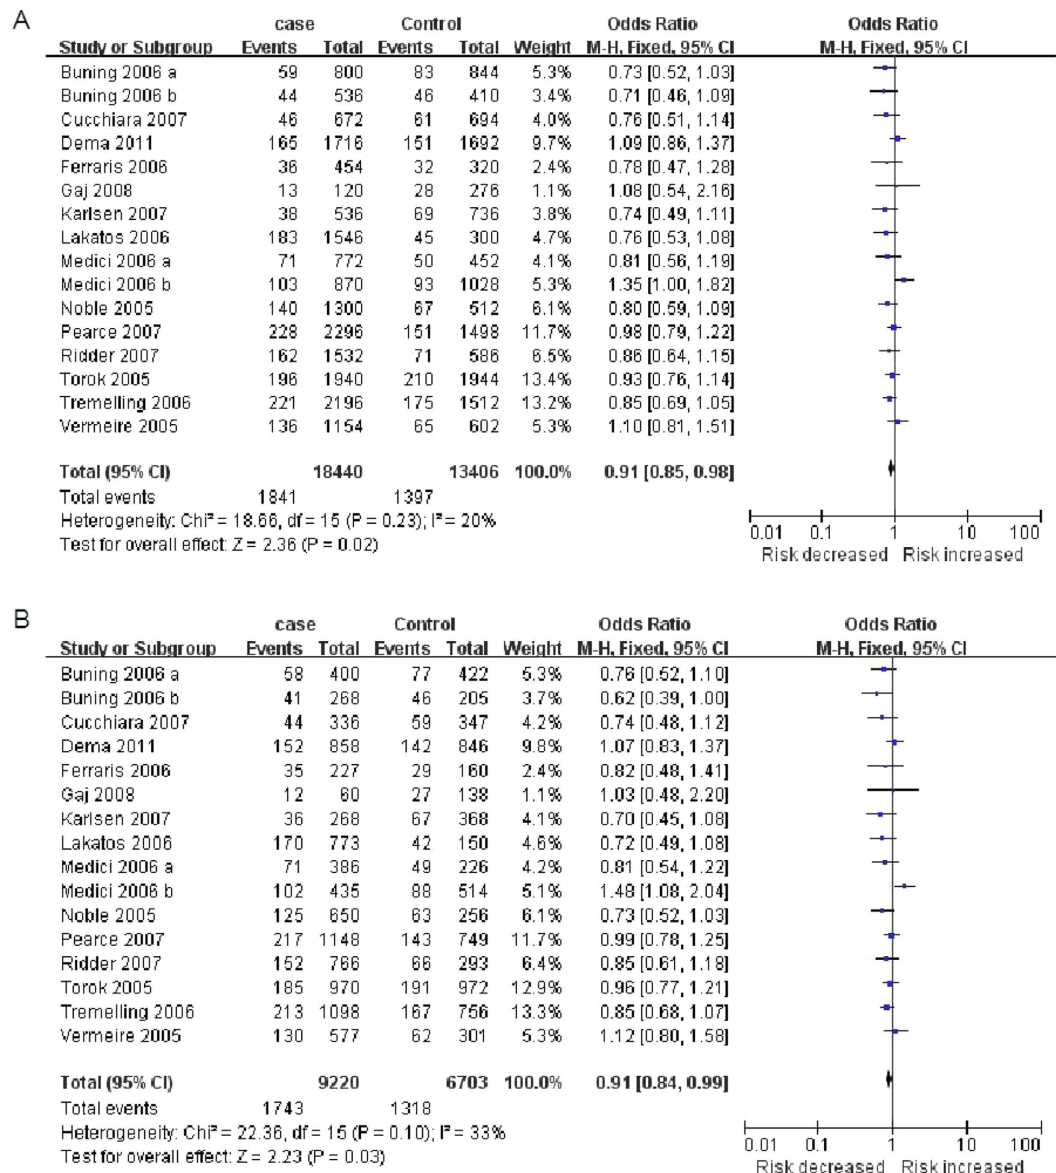 A
case Control Odds Ratio Odds Ratio
Study or Subgroup Events Total Events Total Weight M-H, Fixed, 95% CI M-H, Fixed, 95% CI
Buning 2006 a 59 800 83 844 5.3% 0.73 [0.52, 1.03]
Buning 2006 b 44 536 46 410 3.4% 0.71 [0.46, 1.09]
Cucchiara 2007 46 672 61 694 4.0% 0.76 [0.51, 1.14]
Dema 2011 165 1716 151 1692 9.7% 1.09 [0.86, 1.37]
Ferraris 2006 36 454 32 320 2.4% 0.78 [0.47, 1.28]
Gaj 2008 13 120 28 276 1.1% 1.08 [0.54, 2.16]
Karlsen 2007 38 536 69 736 3.8% 0.74 [0.49, 1.11]
Lakatos 2006 183 1546 45 300 4.7% 0.76 [0.53, 1.08]
Medici 2006 a 71 772 50 452 4.1% 0.81 [0.56, 1.19]
Medici 2006 b 103 870 93 1028 5.3% 1.35 [1.00, 1.82]
Noble 2005 140 1300 67 512 6.1% 0.80 [0.59, 1.09]
Pearce 2007 228 2296 151 1498 11.7% 0.98 [0.79, 1.22]
Ridder 2007 162 1532 71 586 6.5% 0.86 [0.64, 1.15]
Torok 2005 196 1940 210 1944 13.4% 0.93 [0.76, 1.14]
Tremelling 2006 221 2196 175 1512 13.2% 0.85 [0.69, 1.05]
Vermeire 2005 136 1154 65 602 5.3% 1.10 [0.81, 1.51]
Total (95% CI) 18440 13406 100.0% 0.91 [0.85, 0.98]
Total events 1841 1397
Heterogeneity: Chi² = 18.66, df = 15 (P = 0.23); I² = 20%
Test for overall effect: Z = 2.36 (P = 0.02)
0.01 0.1 1 10 100
Risk decreased Risk increased
B
case Control Odds Ratio Odds Ratio
Study or Subgroup Events Total Events Total Weight M-H, Fixed, 95% CI M-H, Fixed, 95% CI
Buning 2006 a 58 400 77 422 5.3% 0.76 [0.52, 1.10]
Buning 2006 b 41 268 46 205 3.7% 0.62 [0.39, 1.00]
Cucchiara 2007 44 336 59 347 4.2% 0.74 [0.48, 1.12]
Dema 2011 152 858 142 846 9.8% 1.07 [0.83, 1.37]
Ferraris 2006 35 227 29 160 2.4% 0.82 [0.48, 1.41]
Gaj 2008 12 60 27 138 1.1% 1.03 [0.48, 2.20]
Karlsen 2007 36 268 67 368 4.0% 0.70 [0.45, 1.08]
Lakatos 2006 170 773 42 150 4.6% 0.72 [0.49, 1.08]
Medici 2006 a 71 386 49 226 4.2% 0.81 [0.54, 1.22]
Medici 2006 b 102 435 88 514 5.1% 1.48 [1.08, 2.04]
Noble 2005 125 650 63 256 6.1% 0.73 [0.52, 1.03]
Pearce 2007 217 1148 143 749 11.7% 0.99 [0.78, 1.25]
Ridder 2007 152 766 66 293 6.4% 0.85 [0.61, 1.18]
Torok 2005 185 970 191 972 12.9% 0.96 [0.77, 1.21]
Tremelling 2006 213 1098 167 756 13.3% 0.85 [0.68, 1.07]
Vermeire 2005 130 577 62 301 5.3% 1.12 [0.80, 1.58]
Total (95% CI) 9220 6703 100.0% 0.91 [0.84, 0.99]
Total events 1743 1318
Heterogeneity: Chi² = 22.36, df = 15 (P = 0.10); I² = 33%
Test for overall effect: Z = 2.23 (P = 0.03)
0.01 0.1 1 10 100
Risk decreased Risk increased